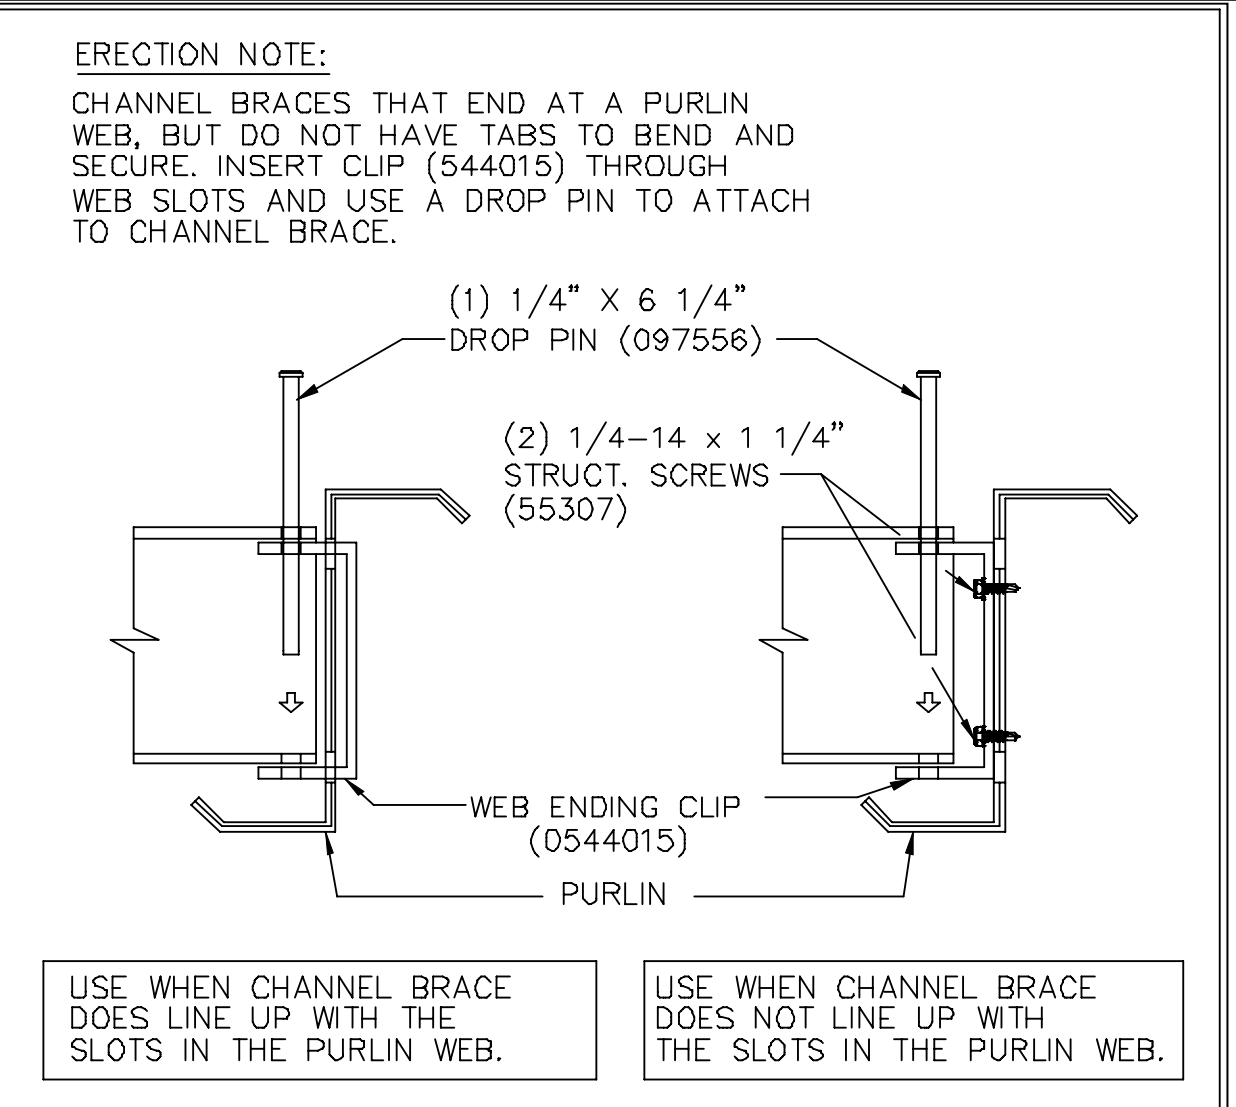 ERECTION NOTE:
CHANNEL BRACES THAT END AT A PURLIN
WEB, BUT DO NOT HAVE TABS TO BEND AND
SECURE. INSERT CLIP (544015) THROUGH
WEB SLOTS AND USE A DROP PIN TO ATTACH
TO CHANNEL BRACE.
(1) 1/4" X 6 1/4"
DROP PIN (097556)
(2) 1/4-14 x 1 1/4"
STRUCT. SCREWS
(55307)
WEB ENDING CLIP
(0544015)
PURLIN
USE WHEN CHANNEL BRACE
DOES LINE UP WITH THE
SLOTS IN THE PURLIN WEB.
USE WHEN CHANNEL BRACE
DOES NOT LINE UP WITH
THE SLOTS IN THE PURLIN WEB.